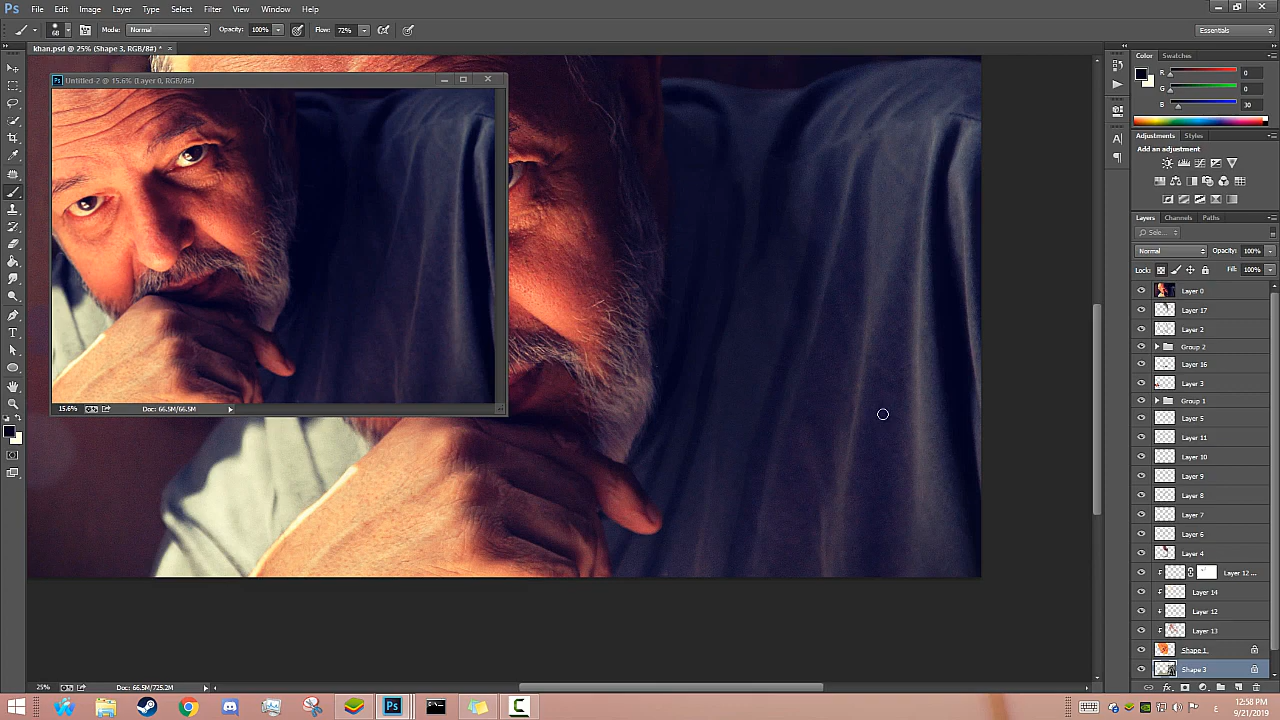 Ps File Edit Image Layer Type Select Filter View Window Help
68 Mode: Normal Opacity: 100% Flow: 72% Essentials
khan.psd @ 25% (Shape 3, RGB/8#) *
Untitled-2 @ 15.6% (Layer 0, RGB/8#)
15.6% Doc: 66.5M/66.5M
Color Swatches
R 0
G 0
B 30
Adjustments Styles
Add an adjustment
Layers Channels Paths
Sele...
Normal Opacity: 100%
Lock: Fill: 100%
Layer 0
Layer 17
Layer 2
Group 2
Layer 16
Layer 3
Group 1
Layer 5
Layer 11
Layer 10
Layer 9
Layer 8
Layer 7
Layer 6
Layer 4
Layer 12 ...
Layer 14
Layer 12
Layer 13
Shape 1
Shape 3
25% Doc: 66.5M/725.2M
Ps
C
ع
12:58 PM
9/21/2019